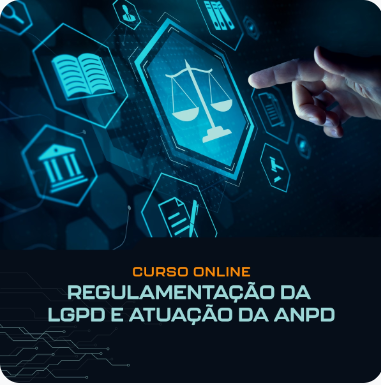 CURSO ONLINE
REGULAMENTAÇÃO DA
LGPD E ATUAÇÃO DA ANPD